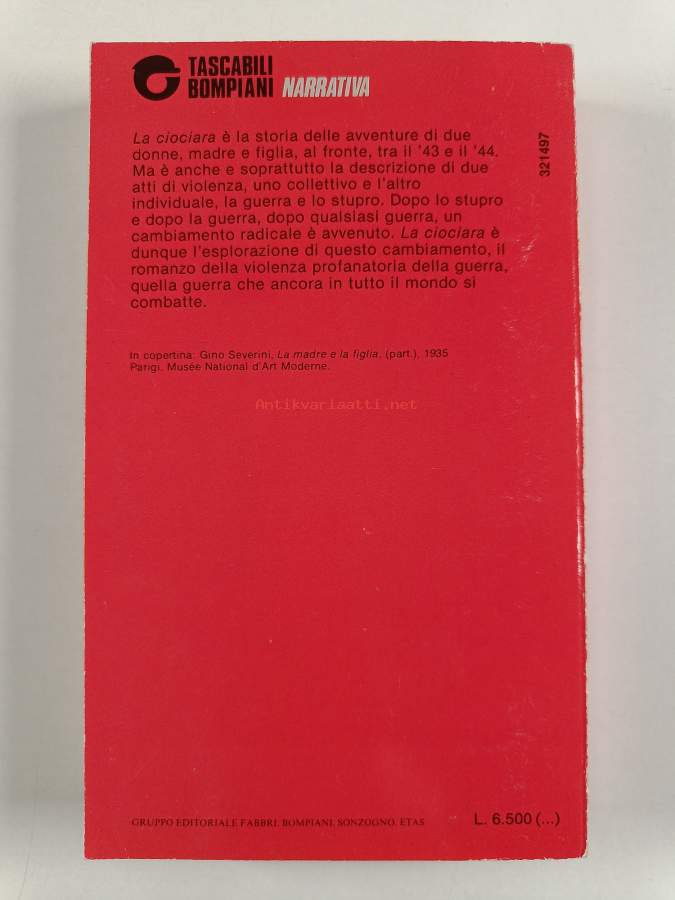 TASCABILI
BOMPIANI NARRATIVA
La ciociara è la storia delle avventure di due
donne, madre e figlia, al fronte, tra il '43 e il '44.
Ma è anche e soprattutto la descrizione di due
atti di violenza, uno collettivo e l'altro
individuale, la guerra e lo stupro. Dopo lo stupro
e dopo la guerra, dopo qualsiasi guerra, un
cambiamento radicale è avvenuto. La ciociara è
dunque l'esplorazione di questo cambiamento, il
romanzo della violenza profanatoria della guerra,
quella guerra che ancora in tutto il mondo si
combatte.
321497
In copertina: Gino Severini, La madre e la figlia, (part.), 1935
Parigi, Musée National d'Art Moderne.
Antikvariaatti.net
GRUPPO EDITORIALE FABBRI, BOMPIANI, SONZOGNO, ETAS
L. 6.500 (...)